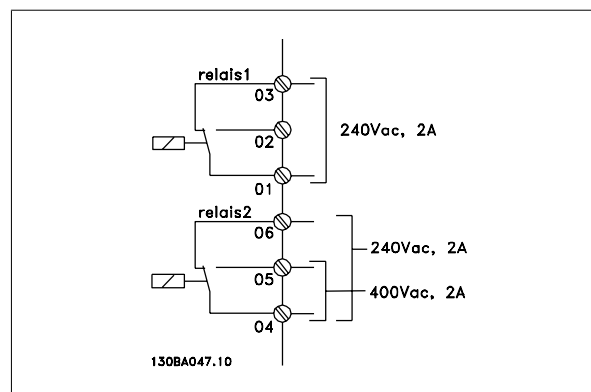 relais1
03
02
240Vac, 2A
01
relais2
06
240Vac, 2A
05
400Vac, 2A
04
130BA047.10